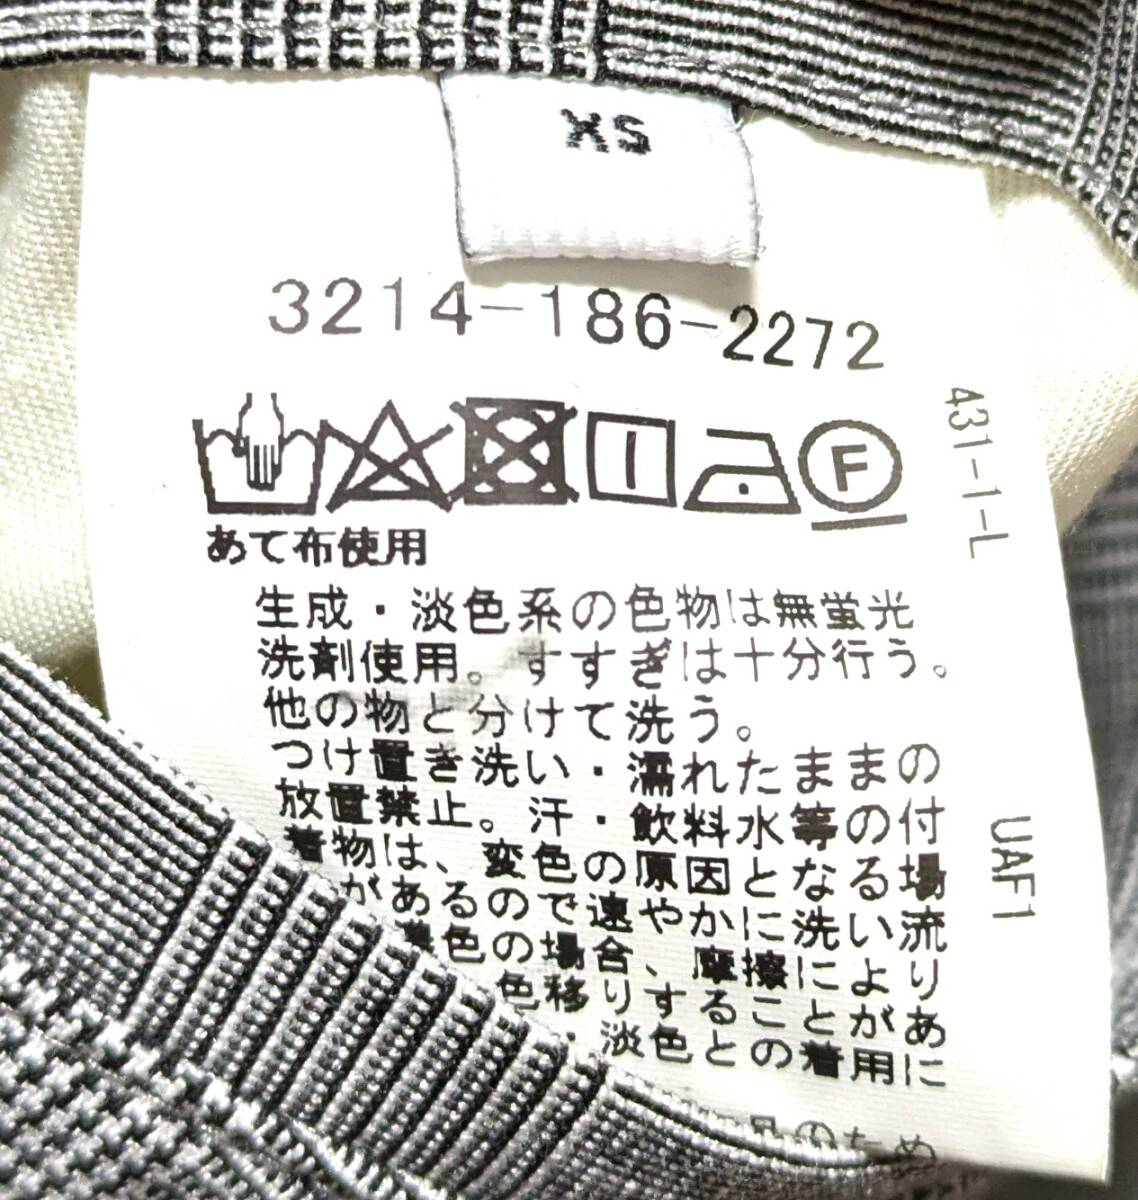 XS
3214-186-2272
F
あて布使用
生成・淡色系の色物は無蛍光
洗剤使用。すすぎは十分行う。
他の物と分けて洗う。
つけ置き洗い・濡れたままの
放置禁止。汗・飲料水等の付
着物は、変色の原因となる場
があるので速やかに洗い流
濃色の場合、摩擦により
色移りすることがあ
・淡色との着用に
品のため
431-1-L
UAF1